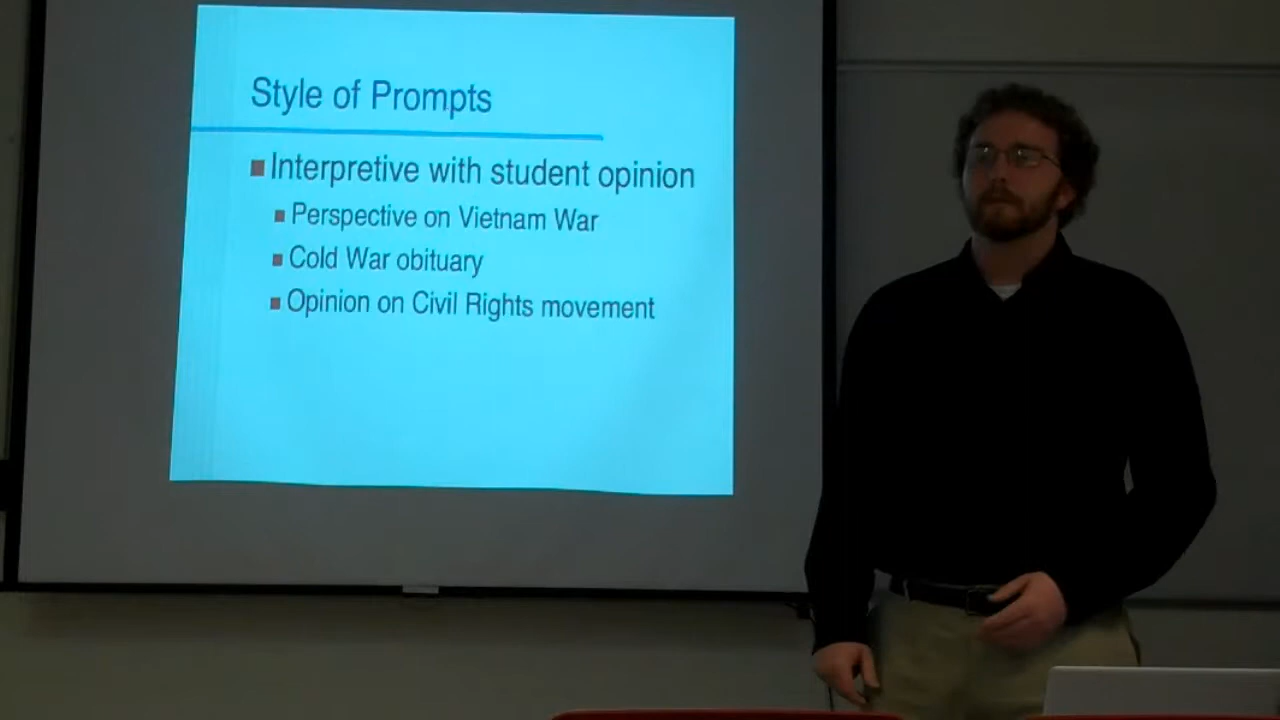 Style of Prompts
Interpretive with student opinion
Perspective on Vietnam War
Cold War obituary
Opinion on Civil Rights movement